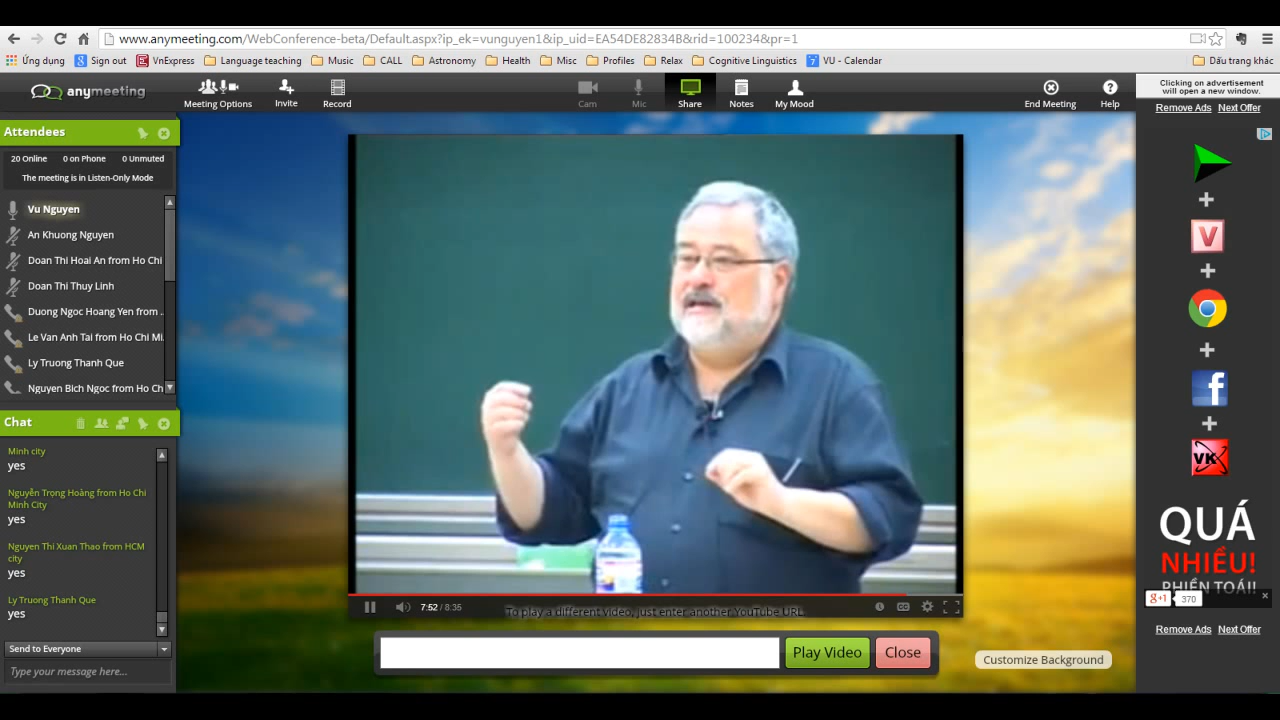 www.anymeeting.com/WebConference-beta/Default.aspx?ip_ek=vunguyen1&ip_uid=EA54DE82834B&rid=100234&pr=1
Ứng dụng
Sign out
VnExpress
Language teaching
Music
CALL
Astronomy
Health
Misc
Profiles
Relax
Cognitive Linguistics
VU - Calendar
Dấu trang khác
anymeeting
Meeting Options
Invite
Record
Cam
Mic
Share
Notes
My Mood
End Meeting
Help
Clicking on advertisement
will open a new window.
Remove Ads Next Offer
Attendees
20 Online 0 on Phone 0 Unmuted
The meeting is in Listen-Only Mode
Vu Nguyen
An Khuong Nguyen
Doan Thi Hoai An from Ho Chi
Doan Thi Thuy Linh
Duong Ngoc Hoang Yen from ..
Le Van Anh Tai from Ho Chi Mi.
Ly Truong Thanh Que
Nguyen Bich Ngoc from Ho Ch
Chat
Minh city
yes
Nguyễn Trọng Hoàng from Ho Chi
Minh City
yes
Nguyen Thi Xuan Thao from HCM
city
yes
Ly Truong Thanh Que
yes
Send to Everyone
Type your message here...
7:52 / 8:35
CC
To play a different video, just enter another YouTube URL
Play Video
Close
Customize Background
+
V
+
+
f
+
VK
QUÁ
NHIỀU!
PHIỀN TOÁI!
g+1 370
Remove Ads Next Offer